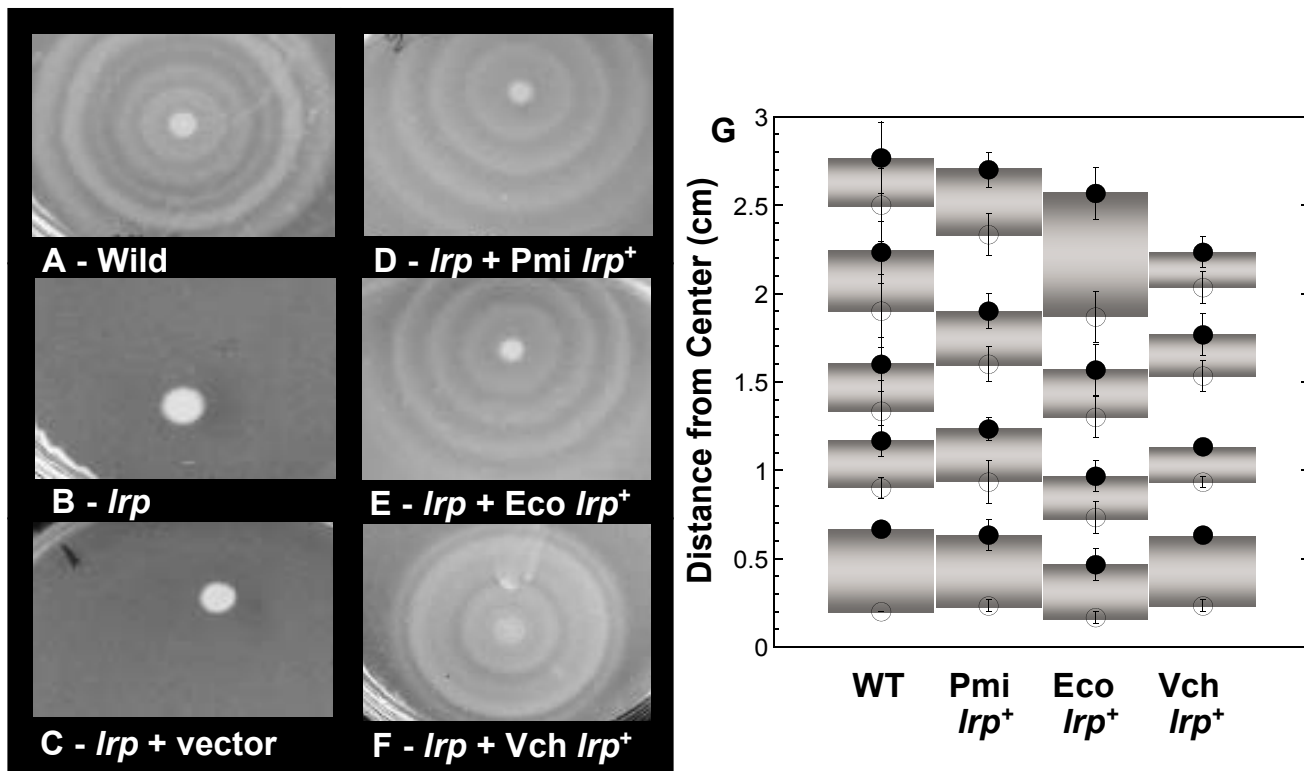 A - Wild
B - lrp
C - lrp + vector
D - lrp + Pmi lrp+
E - lrp + Eco lrp+
F - lrp + Vch lrp+
G
Distance from Center (cm)
3
2.5
2
1.5
1
0.5
0
WT
Pmi lrp+
Eco lrp+
Vch lrp+